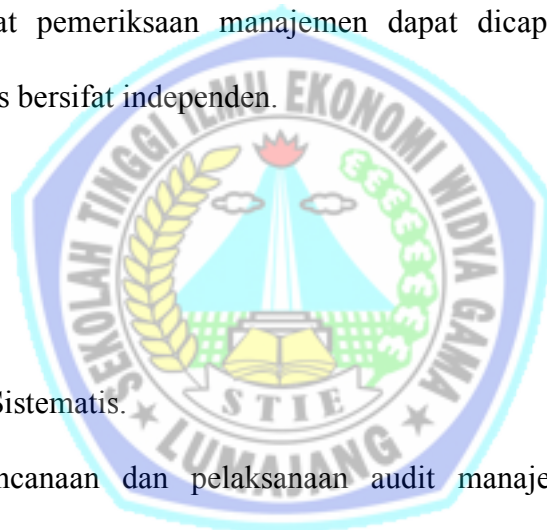 at pemeriksaan manajemen dapat dicap
s bersifat independen.
SEKOLAH TINGGI ILMU EKONOMI WIDYA GAMA
STIE
LUMAJANG
Sistematis.
ncanaan dan pelaksanaan audit manaje